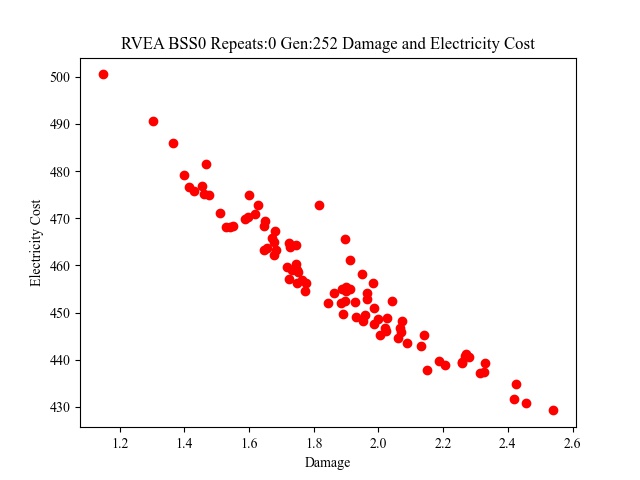 RVEA BSS0 Repeats:0 Gen:252 Damage and Electricity Cost
500
490
480
470
460
450
440
430
Electricity Cost
1.2 1.4 1.6 1.8 2.0 2.2 2.4 2.6
Damage